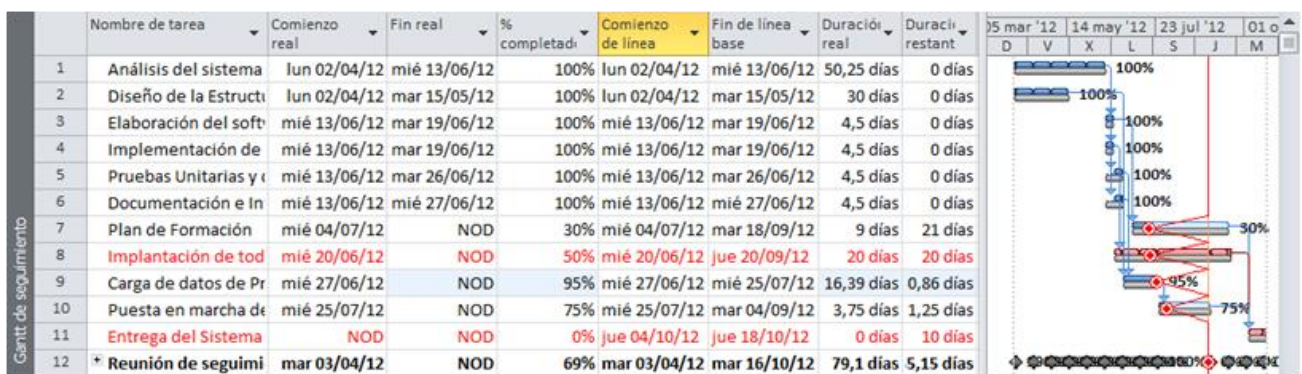 Nombre de tarea Comienzo real Fin real % completad Comienzo de línea Fin de línea base Duración real Duració restant 05 mar '12 14 may '12 23 jul '12 01 o
D V X L S J M
1 Análisis del sistema lun 02/04/12 mié 13/06/12 100% lun 02/04/12 mié 13/06/12 50,25 días 0 días 100%
2 Diseño de la Estructu lun 02/04/12 mar 15/05/12 100% lun 02/04/12 mar 15/05/12 30 días 0 días 100%
3 Elaboración del soft mié 13/06/12 mar 19/06/12 100% mié 13/06/12 mar 19/06/12 4,5 días 0 días 100%
4 Implementación de mié 13/06/12 mar 19/06/12 100% mié 13/06/12 mar 19/06/12 4,5 días 0 días 100%
5 Pruebas Unitarias y mié 13/06/12 mar 26/06/12 100% mié 13/06/12 mar 26/06/12 4,5 días 0 días 100%
6 Documentación e In mié 13/06/12 mié 27/06/12 100% mié 13/06/12 mié 27/06/12 4,5 días 0 días 100%
7 Plan de Formación mié 04/07/12 NOD 30% mié 04/07/12 mar 18/09/12 9 días 21 días 30%
8 Implantación de tod mié 20/06/12 NOD 50% mié 20/06/12 jue 20/09/12 20 días 20 días
9 Carga de datos de Pr mié 27/06/12 NOD 95% mié 27/06/12 mié 25/07/12 16,39 días 0,86 días 95%
10 Puesta en marcha de mié 25/07/12 NOD 75% mié 25/07/12 mar 04/09/12 3,75 días 1,25 días 75%
11 Entrega del Sistema NOD NOD 0% jue 04/10/12 jue 18/10/12 0 días 10 días
12 Reunión de seguimi mar 03/04/12 NOD 69% mar 03/04/12 mar 16/10/12 79,1 días 5,15 días
Gantt de seguimiento